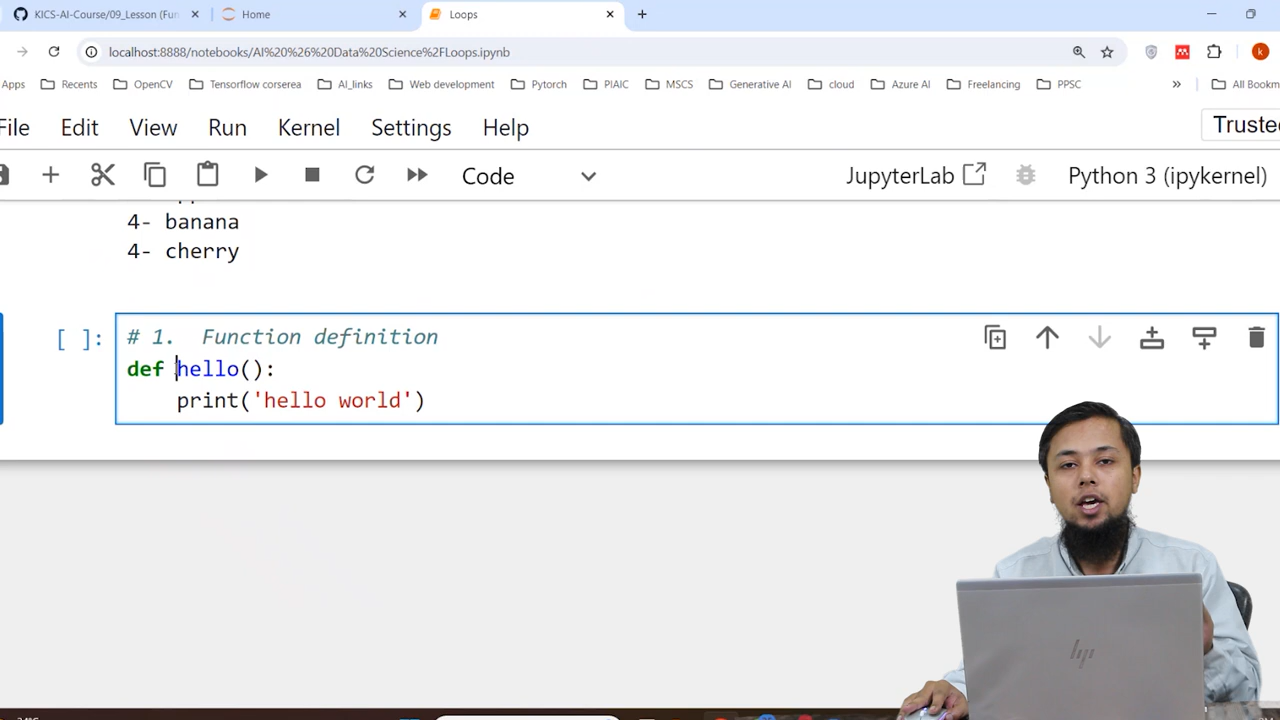 KICS-AI-Course/09_Lesson (Fun
Home
Loops
localhost:8888/notebooks/AI%20%26%20Data%20Science%2FLoops.ipynb
Apps
Recents
OpenCV
Tensorflow corserea
AI_links
Web development
Pytorch
PIAIC
MSCS
Generative AI
cloud
Azure AI
Freelancing
PPSC
»
All Bookm
k
File
Edit
View
Run
Kernel
Settings
Help
Truste
Code
JupyterLab
Python 3 (ipykernel)
4- banana
4- cherry
[ ]:
# 1.  Function definition
def hello():
    print('hello world')
hp